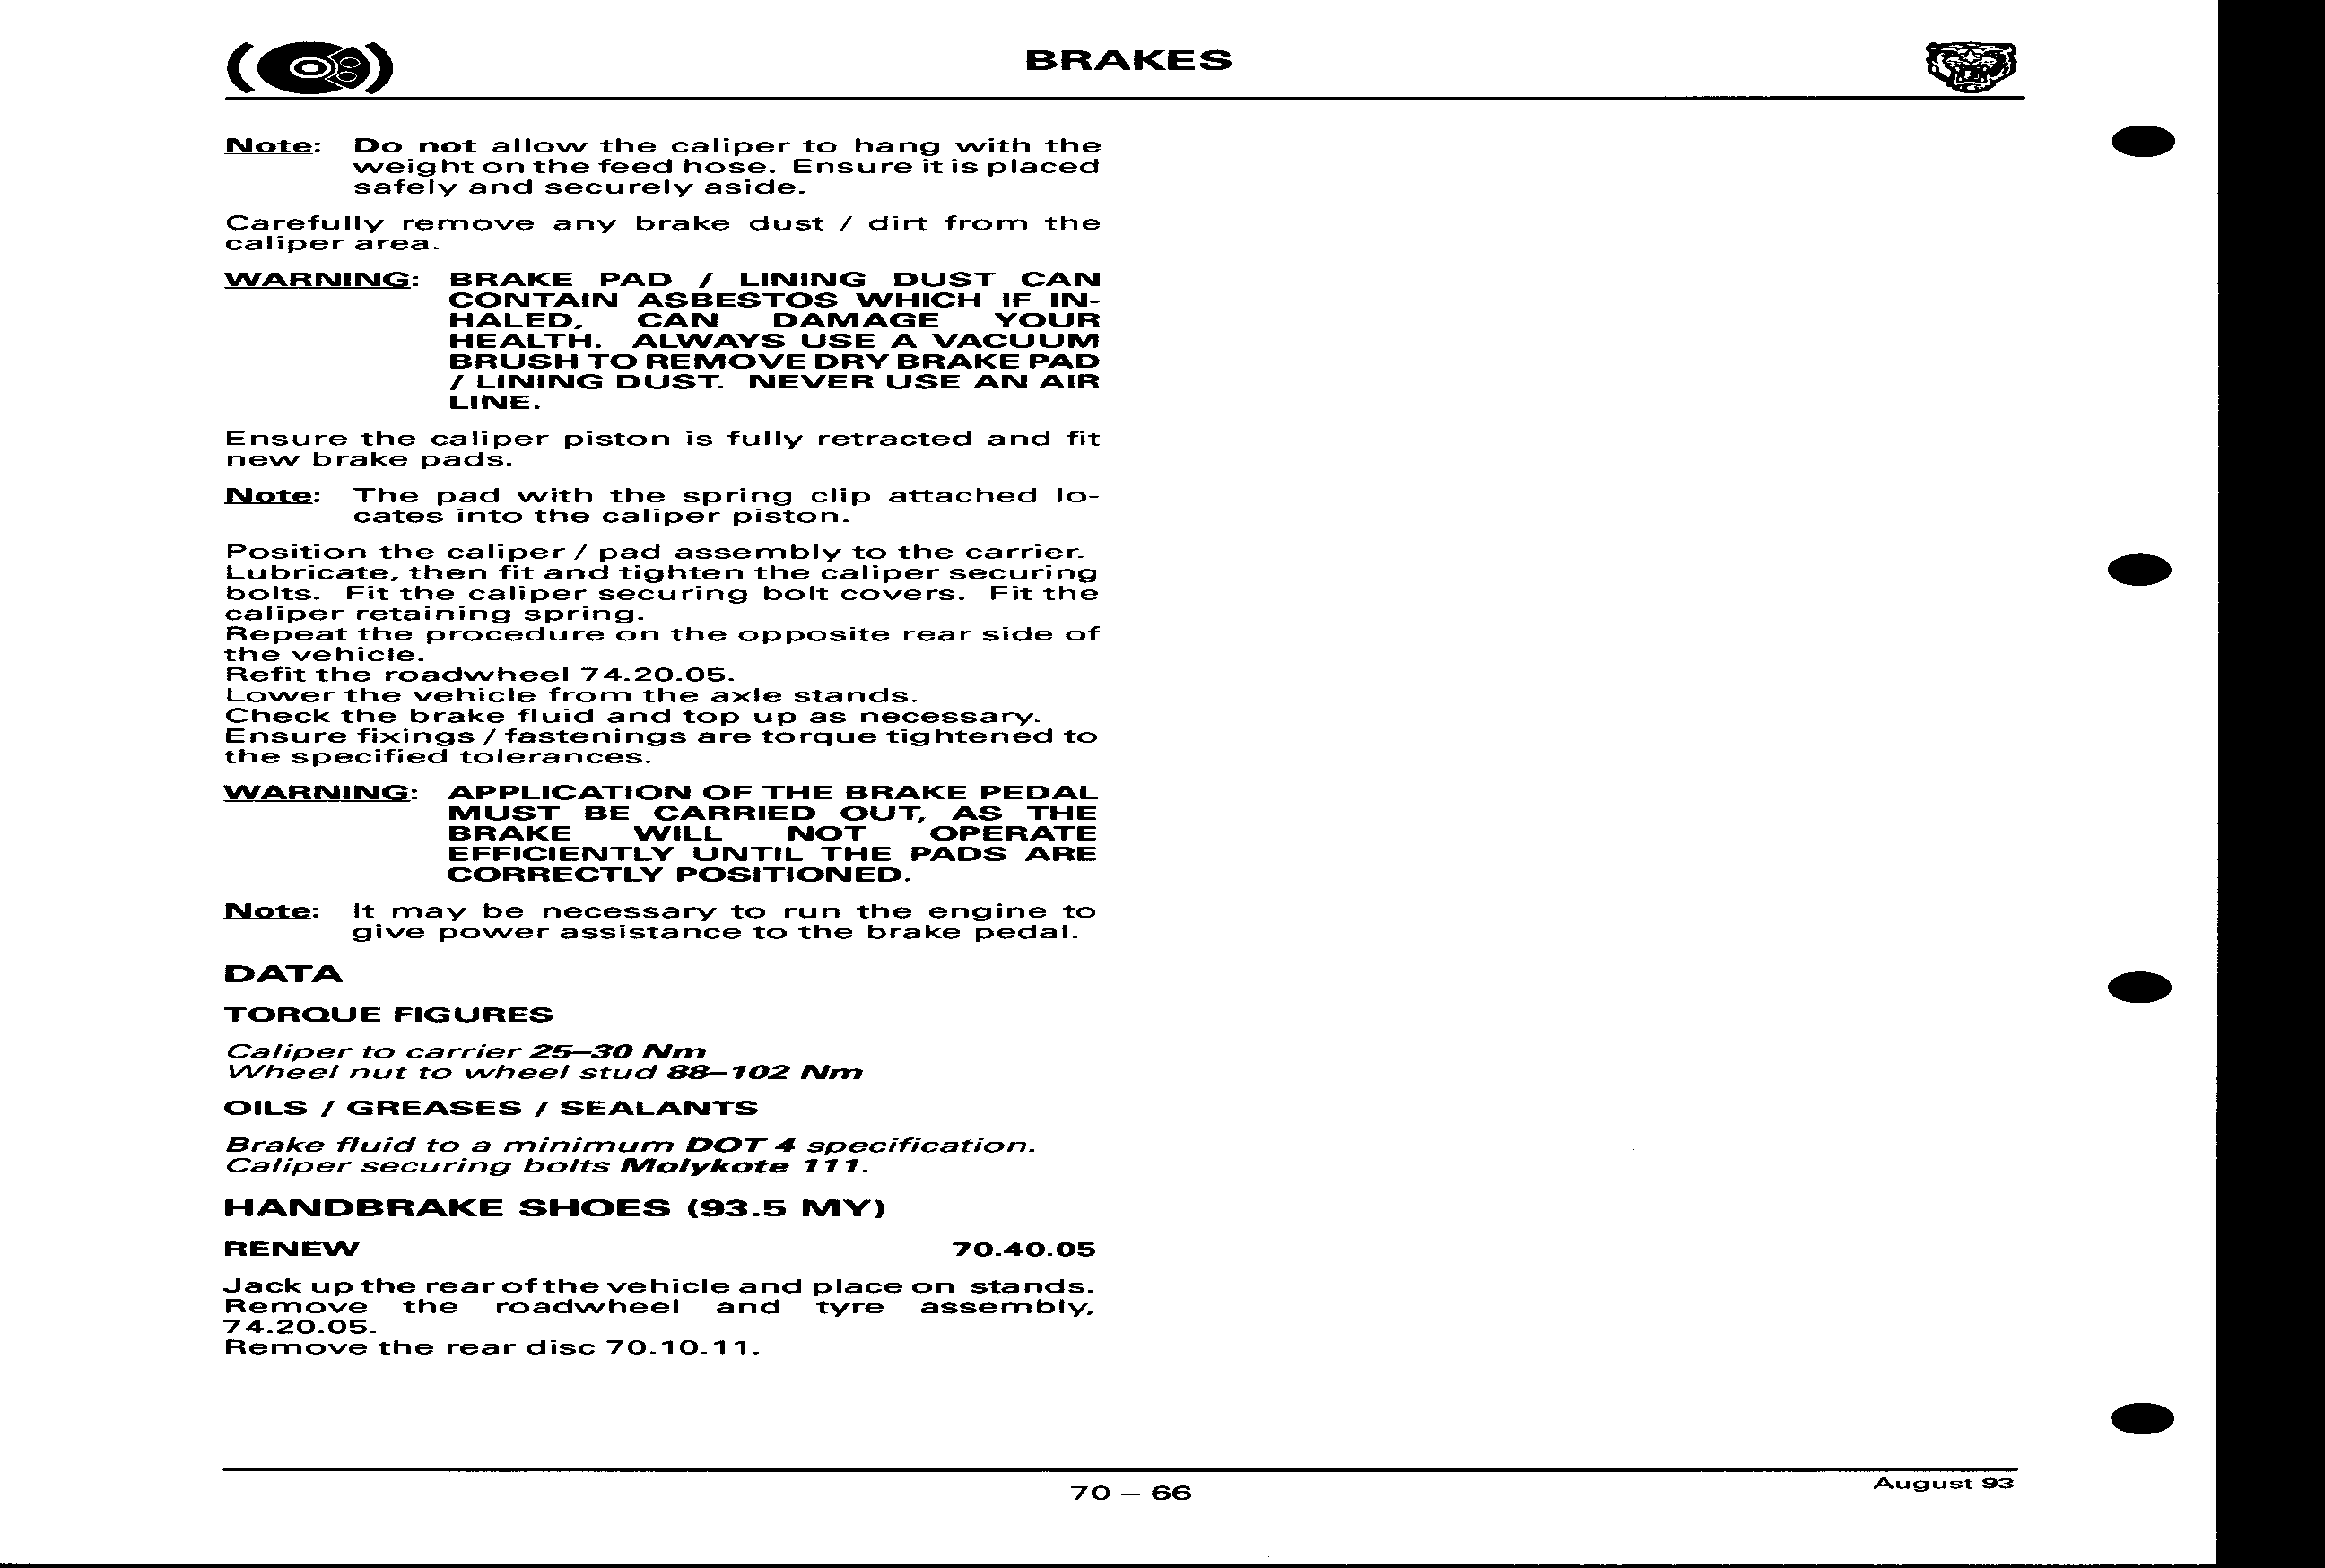 BRAKES
Note: Do not allow the caliper to hang with the
weight on the feed hose. Ensure it is placed
safely and securely aside.
Carefully remove any brake dust / dirt from the
caliper area.
WARNING: BRAKE PAD / LINING DUST CAN
CONTAIN ASBESTOS WHICH IF IN-
HALED, CAN DAMAGE YOUR
HEALTH. ALWAYS USE A VACUUM
BRUSH TO REMOVE DRY BRAKE PAD
/ LINING DUST. NEVER USE AN AIR
LINE.
Ensure the caliper piston is fully retracted and fit
new brake pads.
Note: The pad with the spring clip attached lo-
cates into the caliper piston.
Position the caliper / pad assembly to the carrier.
Lubricate, then fit and tighten the caliper securing
bolts. Fit the caliper securing bolt covers. Fit the
caliper retaining spring.
Repeat the procedure on the opposite rear side of
the vehicle.
Refit the roadwheel 74.20.05.
Lower the vehicle from the axle stands.
Check the brake fluid and top up as necessary.
Ensure fixings / fastenings are torque tightened to
the specified tolerances.
WARNING: APPLICATION OF THE BRAKE PEDAL
MUST BE CARRIED OUT, AS THE
BRAKE WILL NOT OPERATE
EFFICIENTLY UNTIL THE PADS ARE
CORRECTLY POSITIONED.
Note: It may be necessary to run the engine to
give power assistance to the brake pedal.
DATA
TORQUE FIGURES
Caliper to carrier 25–30 Nm
Wheel nut to wheel stud 88–102 Nm
OILS / GREASES / SEALANTS
Brake fluid to a minimum DOT 4 specification.
Caliper securing bolts Molykote 111.
HANDBRAKE SHOES (93.5 MY)
RENEW 70.40.05
Jack up the rear of the vehicle and place on stands.
Remove the roadwheel and tyre assembly,
74.20.05.
Remove the rear disc 70.10.11.
70 – 66
August 93